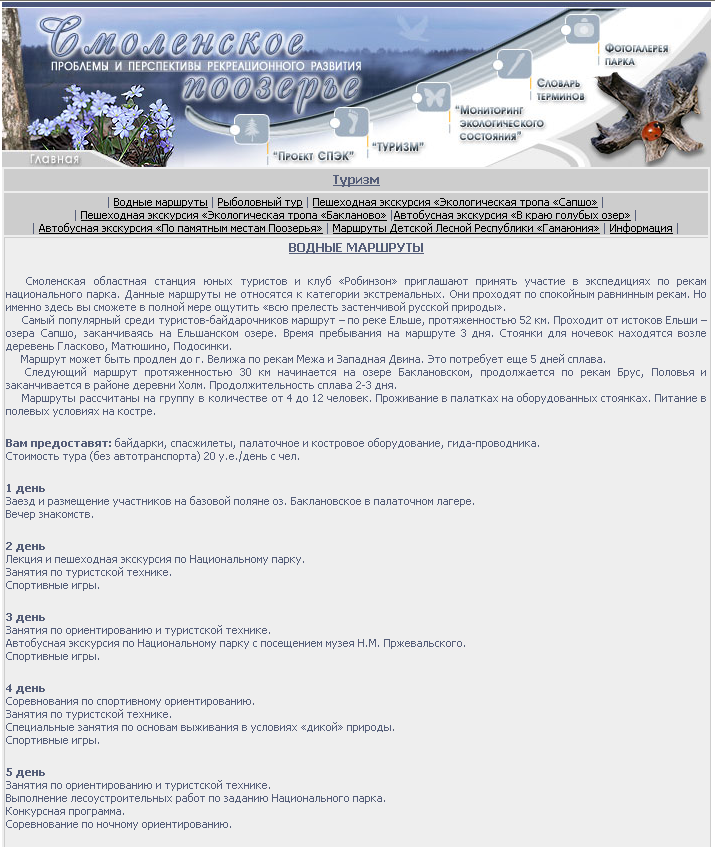 Смоленское
ПРОБЛЕМЫ И ПЕРСПЕКТИВЫ РЕКРЕАЦИОННОГО РАЗВИТИЯ
поозерье
Фотогалерея
парка
Словарь
терминов
"Мониторинг
экологического
состояния"
"ТУРИЗМ"
"Проект СПЭК"
Главная
Туризм
| Водные маршруты | Рыболовный тур | Пешеходная экскурсия «Экологическая тропа «Сапшо» |
| Пешеходная экскурсия «Экологическая тропа «Бакланово» |Автобусная экскурсия «В краю голубых озер» |
| Автобусная экскурсия «По памятным местам Поозерья» | Маршруты Детской Лесной Республики «Гамаюния» | Информация |
ВОДНЫЕ МАРШРУТЫ
Смоленская областная станция юных туристов и клуб «Робинзон» приглашают принять участие в экспедициях по рекам
национального парка. Данные маршруты не относятся к категории экстремальных. Они проходят по спокойным равнинным рекам. Но
именно здесь вы сможете в полной мере ощутить «всю прелесть застенчивой русской природы».
Самый популярный среди туристов-байдарочников маршрут – по реке Ельше, протяженностью 52 км. Проходит от истоков Ельши –
озера Сапшо, заканчиваясь на Ельшанском озере. Время пребывания на маршруте 3 дня. Стоянки для ночевок находятся возле
деревень Гласково, Матюшино, Подосинки.
Маршрут может быть продлен до г. Велижа по рекам Межа и Западная Двина. Это потребует еще 5 дней сплава.
Следующий маршрут протяженностью 30 км начинается на озере Баклановском, продолжается по рекам Брус, Половья и
заканчивается в районе деревни Холм. Продолжительность сплава 2-3 дня.
Маршруты рассчитаны на группу в количестве от 4 до 12 человек. Проживание в палатках на оборудованных стоянках. Питание в
полевых условиях на костре.
Вам предоставят: байдарки, спасжилеты, палаточное и костровое оборудование, гида-проводника.
Стоимость тура (без автотранспорта) 20 у.е./день с чел.
1 день
Заезд и размещение участников на базовой поляне оз. Баклановское в палаточном лагере.
Вечер знакомств.
2 день
Лекция и пешеходная экскурсия по Национальному парку.
Занятия по туристской технике.
Спортивные игры.
3 день
Занятия по ориентированию и туристской технике.
Автобусная экскурсия по Национальному парку с посещением музея Н.М. Пржевальского.
Спортивные игры.
4 день
Соревнования по спортивному ориентированию.
Занятия по туристской технике.
Специальные занятия по основам выживания в условиях «дикой» природы.
Спортивные игры.
5 день
Занятия по ориентированию и туристской технике.
Выполнение лесоустроительных работ по заданию Национального парка.
Конкурсная программа.
Соревнование по ночному ориентированию.